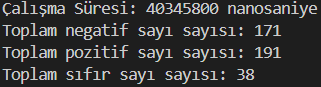 Çalışma Süresi: 40345800 nanosaniye
Toplam negatif sayı sayısı: 171
Toplam pozitif sayı sayısı: 191
Toplam sıfır sayı sayısı: 38